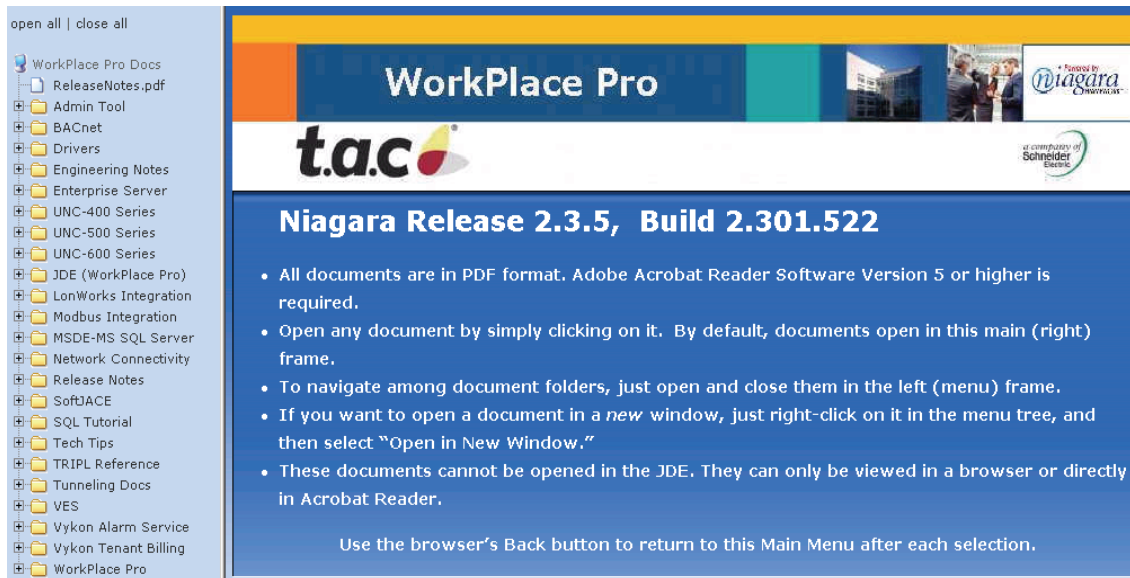 open all | close all
WorkPlace Pro Docs
ReleaseNotes.pdf
Admin Tool
BACnet
Drivers
Engineering Notes
Enterprise Server
UNC-400 Series
UNC-500 Series
UNC-600 Series
JDE (WorkPlace Pro)
LonWorks Integration
Modbus Integration
MSDE-MS SQL Server
Network Connectivity
Release Notes
SoftJACE
SQL Tutorial
Tech Tips
TRIPL Reference
Tunneling Docs
VES
Vykon Alarm Service
Vykon Tenant Billing
WorkPlace Pro
WorkPlace Pro
Powered by
niagara
FRAMEWORK
t.a.c
a company of
Schneider
Electric
Niagara Release 2.3.5, Build 2.301.522
• All documents are in PDF format. Adobe Acrobat Reader Software Version 5 or higher is
required.
• Open any document by simply clicking on it. By default, documents open in this main (right)
frame.
• To navigate among document folders, just open and close them in the left (menu) frame.
• If you want to open a document in a new window, just right-click on it in the menu tree, and
then select “Open in New Window.”
• These documents cannot be opened in the JDE. They can only be viewed in a browser or directly
in Acrobat Reader.
Use the browser’s Back button to return to this Main Menu after each selection.